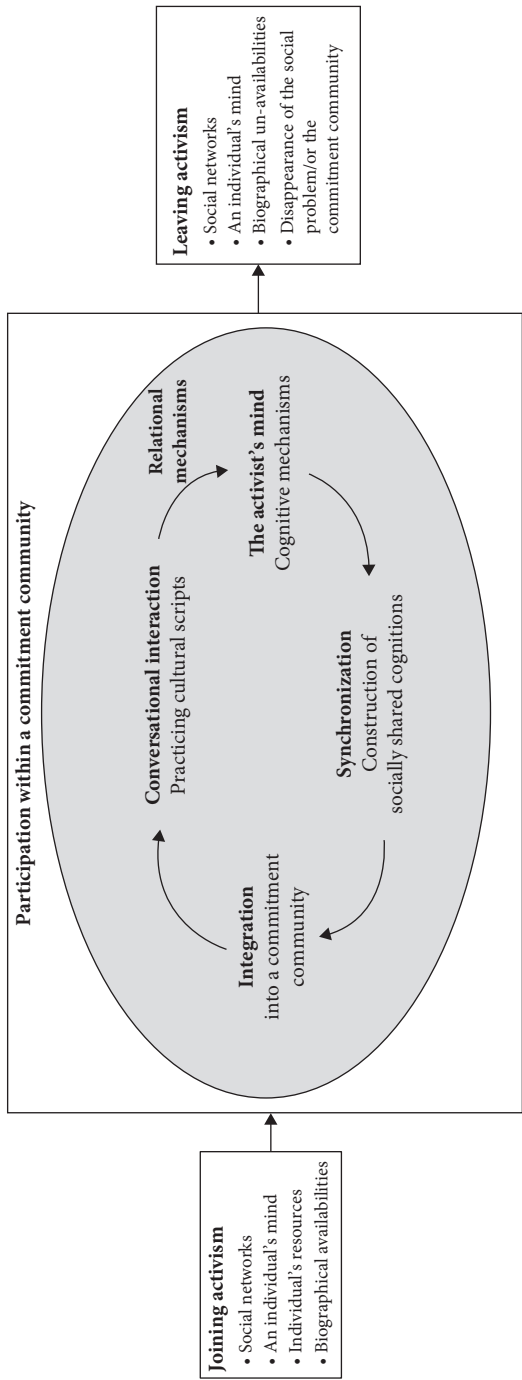 Joining activism
• Social networks
• An individual's mind
• Individual's resources
• Biographical availabilities
Participation within a commitment community
Integration
into a commitment
community
Conversational interaction
Practicing cultural scripts
Relational
mechanisms
The activist's mind
Cognitive mechanisms
Synchronization
Construction of
socially shared cognitions
Leaving activism
• Social networks
• An individual's mind
• Biographical un-availabilities
• Disappearance of the social
problem/or the
commitment community